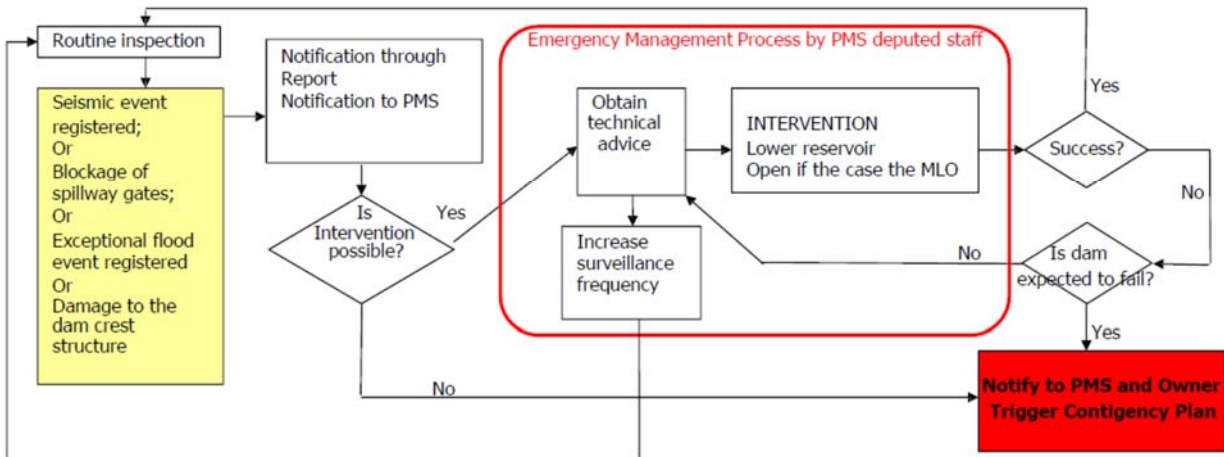 Routine inspection
Seismic event
registered;
Or
Blockage of
spillway gates;
Or
Exceptional flood
event registered
Or
Damage to the
dam crest
structure
Notification through
Report
Notification to PMS
Is
Intervention
possible?
Yes
No
Emergency Management Process by PMS deputed staff
Obtain
technical
advice
Increase
surveillance
frequency
INTERVENTION
Lower reservoir
Open if the case the MLO
Success?
Yes
No
Is dam
expected to fail?
No
Yes
Notify to PMS and Owner
Trigger Contigency Plan